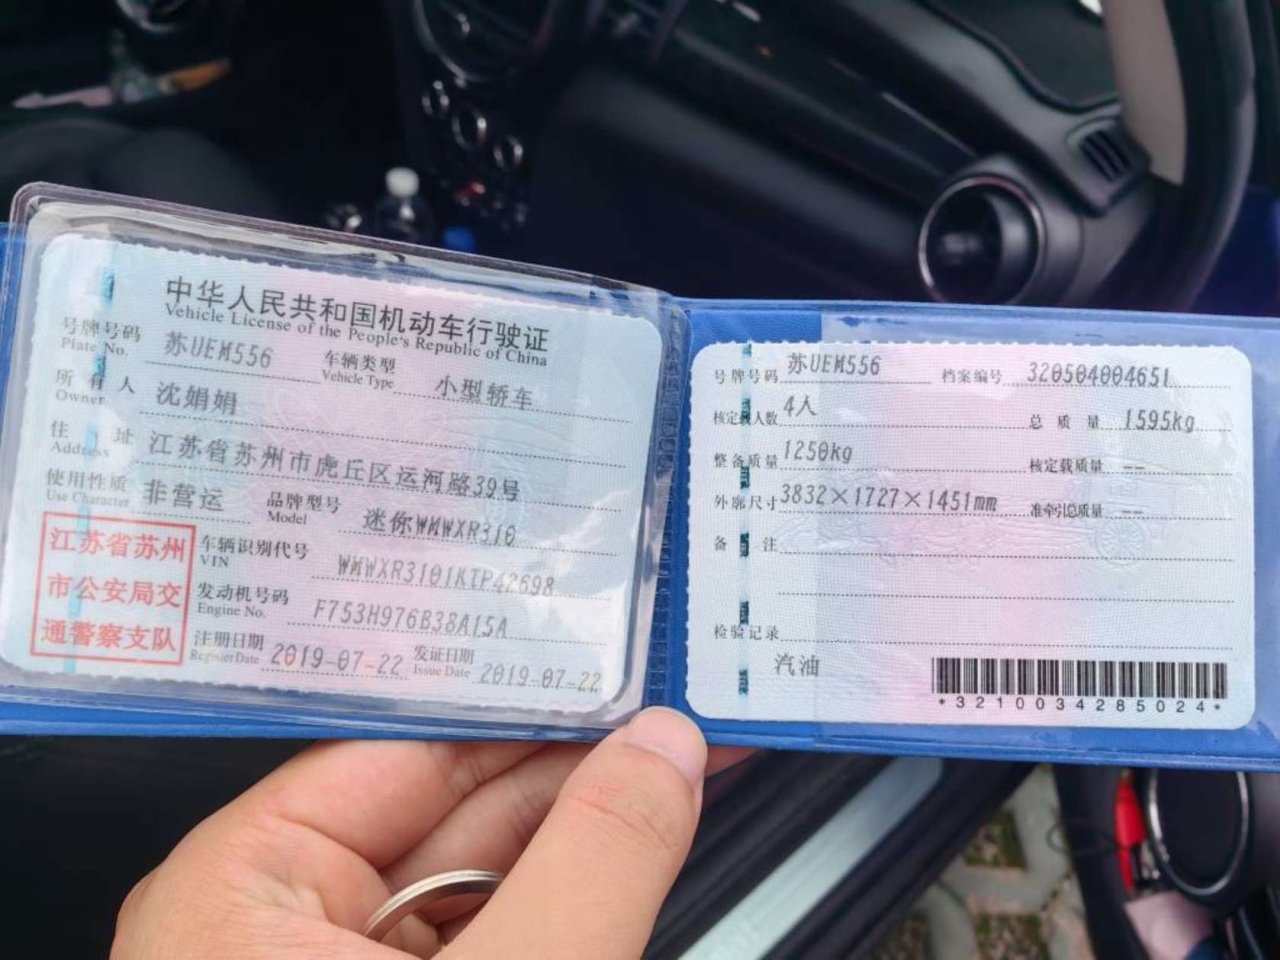 中华人民共和国机动车行驶证
Vehicle License of the People's Republic of China
号牌号码 苏UEM556 车辆类型 小型轿车
Plate No. Vehicle Type
所有人 沈娟娟
Owner
住址 江苏省苏州市虎丘区运河路39号
Address
使用性质 非营运 品牌型号 迷你WMWXR310
Use Character Model
江苏省苏州
市公安局交
通警察支队
车辆识别代号 WMWXR3101KTP42698
VIN
发动机号码 F753H976B38A15A
Engine No.
注册日期 2019-07-22 发证日期 2019-07-22
Register Date Issue Date
号牌号码 苏UEM556 档案编号 320504004651
核定载人数 4人 总质量 1595kg
整备质量 1250kg 核定载质量 --
外廓尺寸 3832×1727×1451mm 准牵引总质量 --
备注
检验记录
汽油
*3210034285024*